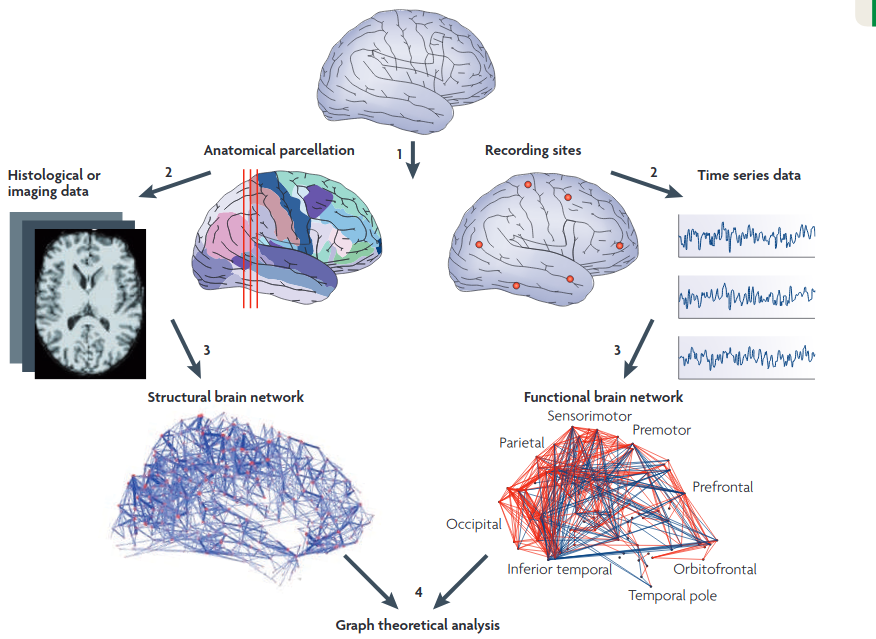 Anatomical parcellation
1
Recording sites
Histological or
imaging data
2
2
Time series data
3
3
Structural brain network
Functional brain network
Sensorimotor
Premotor
Parietal
Prefrontal
Occipital
Inferior temporal
Orbitofrontal
Temporal pole
4
Graph theoretical analysis